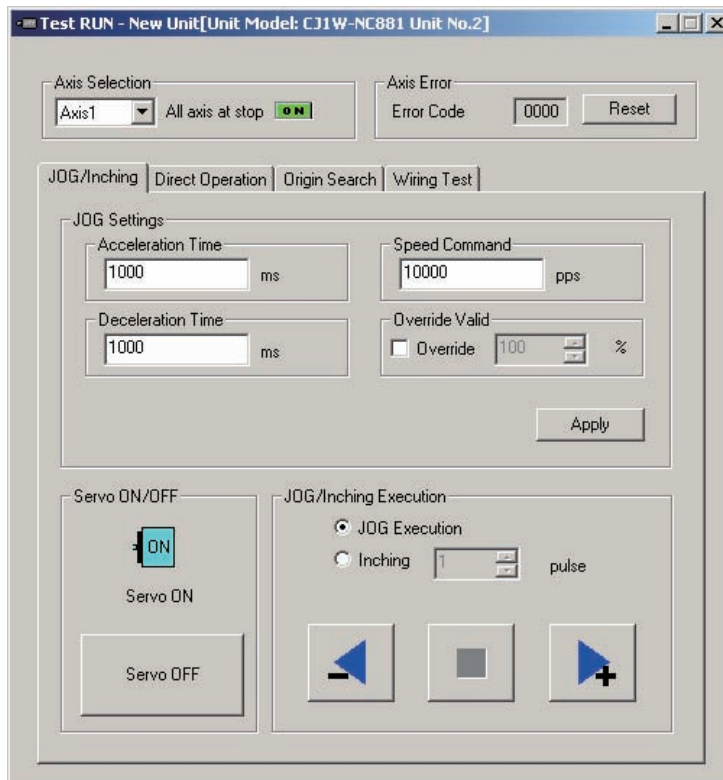 Test RUN - New Unit[Unit Model: CJ1W-NC881 Unit No.2]
Axis Selection
Axis1
All axis at stop
ON
Axis Error
Error Code
0000
Reset
JOG/Inching
Direct Operation
Origin Search
Wiring Test
JOG Settings
Acceleration Time
1000
ms
Speed Command
10000
pps
Deceleration Time
1000
ms
Override Valid
Override
100
%
Apply
Servo ON/OFF
ON
Servo ON
Servo OFF
JOG/Inching Execution
JOG Execution
Inching
1
pulse